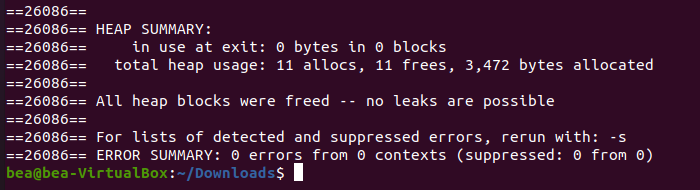 ==26086==
==26086== HEAP SUMMARY:
==26086==     in use at exit: 0 bytes in 0 blocks
==26086==   total heap usage: 11 allocs, 11 frees, 3,472 bytes allocated
==26086==
==26086== All heap blocks were freed -- no leaks are possible
==26086==
==26086== For lists of detected and suppressed errors, rerun with: -s
==26086== ERROR SUMMARY: 0 errors from 0 contexts (suppressed: 0 from 0)
bea@bea-VirtualBox:~/Downloads$